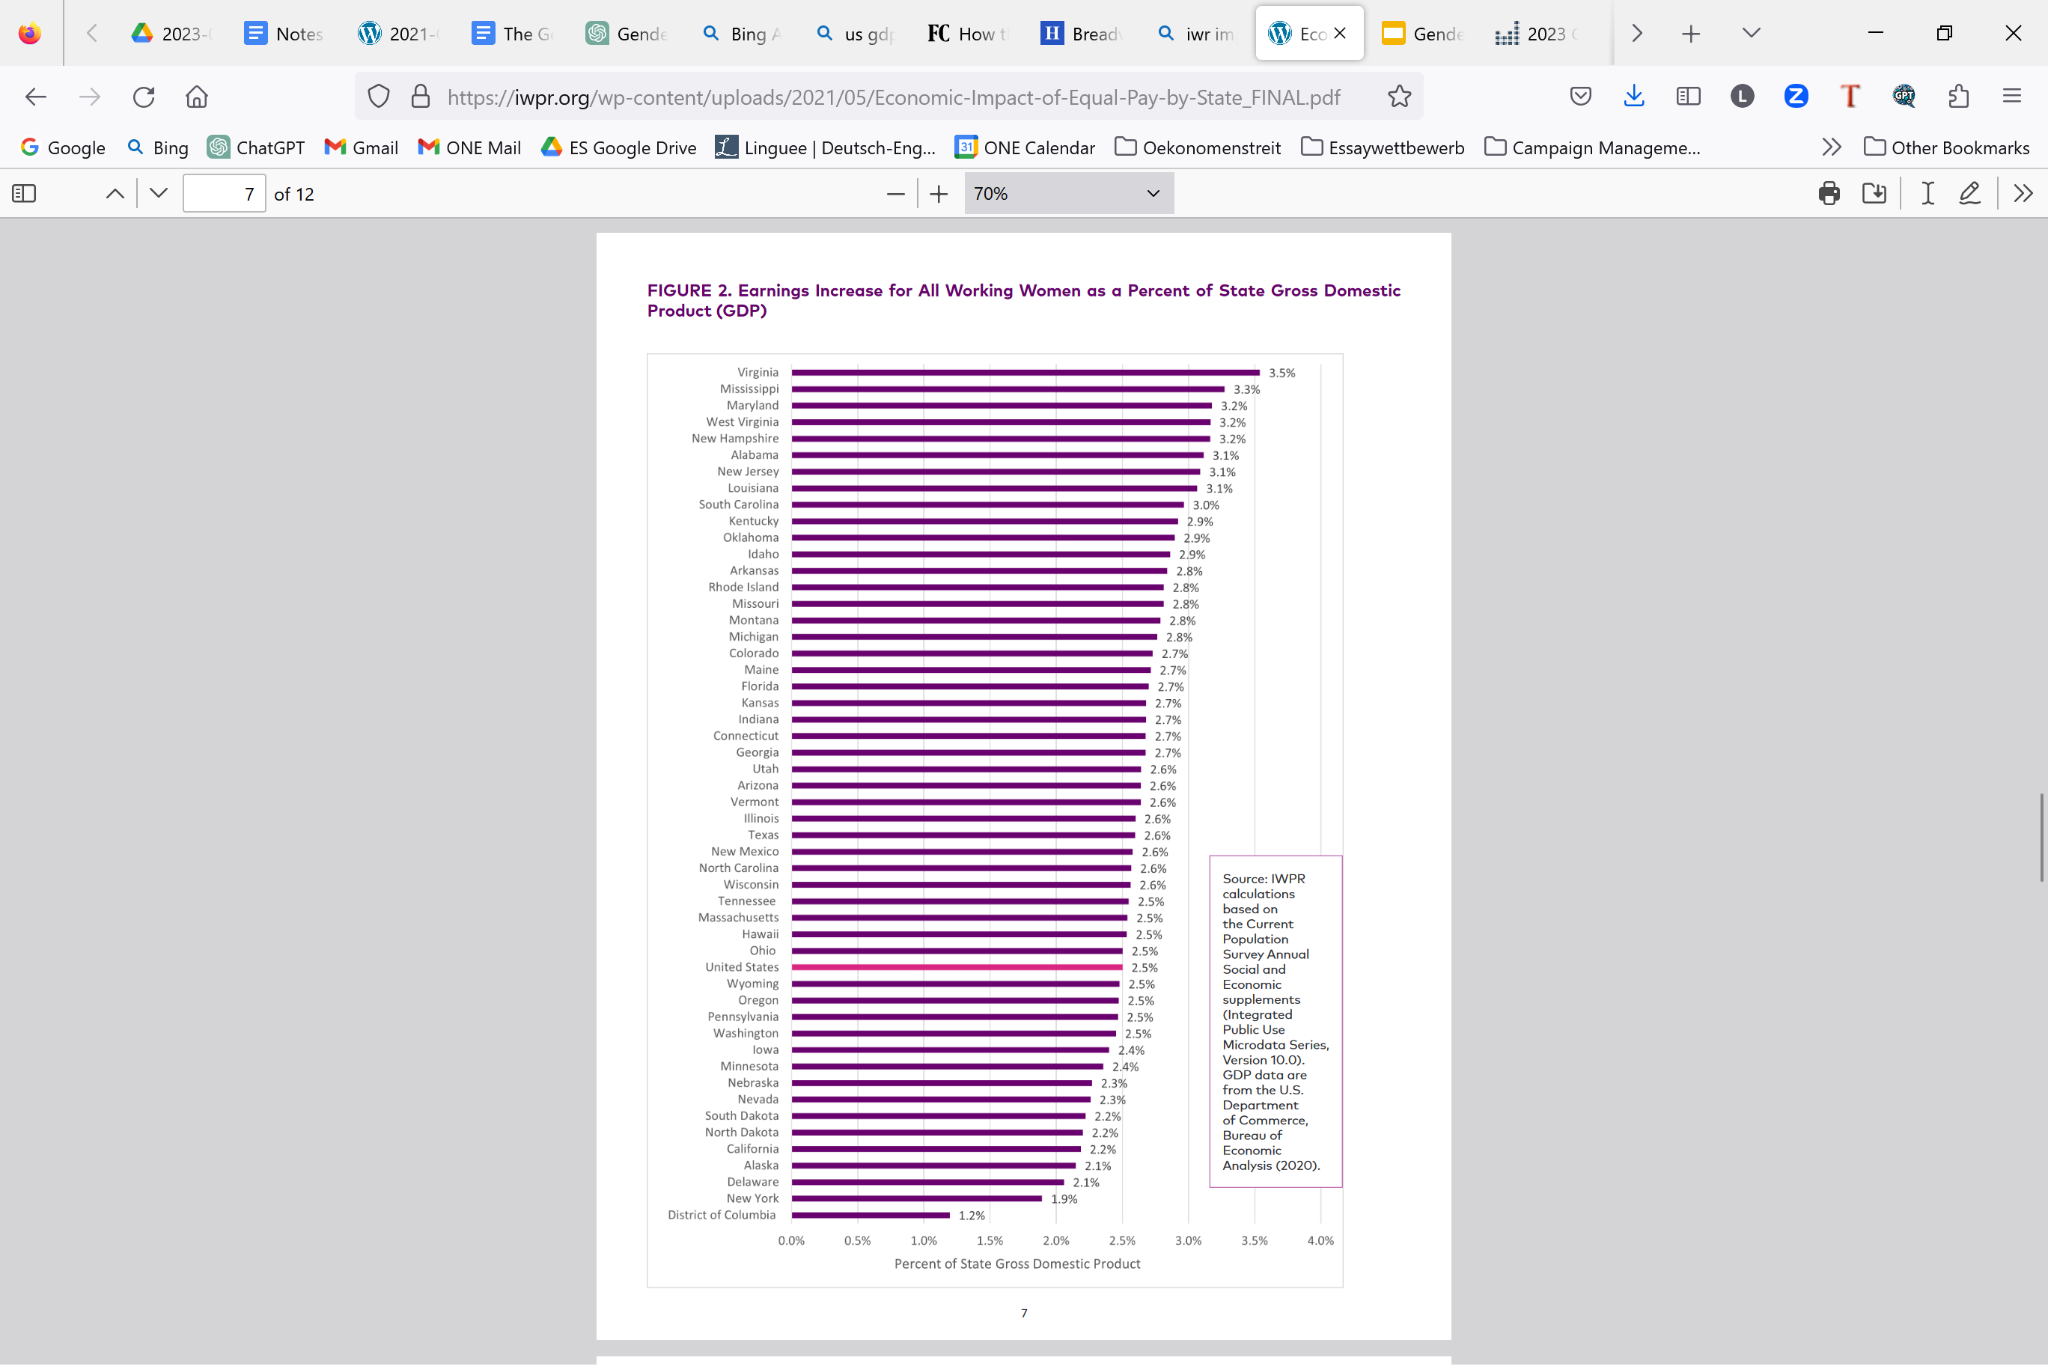 2023-
Notes
2021-
The G
Gende
Bing A
us gd
FC How t
H Bread
iwr im
Eco
Gende
2023
https://iwpr.org/wp-content/uploads/2021/05/Economic-Impact-of-Equal-Pay-by-State_FINAL.pdf
L Z T GPT
Google Bing ChatGPT Gmail ONE Mail ES Google Drive Linguee | Deutsch-Eng... 31 ONE Calendar Oekonomenstreit Essaywettbewerb Campaign Manageme... Other Bookmarks
7 of 12 70%
FIGURE 2. Earnings Increase for All Working Women as a Percent of State Gross Domestic
Product (GDP)
Virginia 3.5%
Mississippi 3.3%
Maryland 3.2%
West Virginia 3.2%
New Hampshire 3.2%
Alabama 3.1%
New Jersey 3.1%
Louisiana 3.1%
South Carolina 3.0%
Kentucky 2.9%
Oklahoma 2.9%
Idaho 2.9%
Arkansas 2.8%
Rhode Island 2.8%
Missouri 2.8%
Montana 2.8%
Michigan 2.8%
Colorado 2.7%
Maine 2.7%
Florida 2.7%
Kansas 2.7%
Indiana 2.7%
Connecticut 2.7%
Georgia 2.7%
Utah 2.6%
Arizona 2.6%
Vermont 2.6%
Illinois 2.6%
Texas 2.6%
New Mexico 2.6%
North Carolina 2.6%
Wisconsin 2.6%
Tennessee 2.5%
Massachusetts 2.5%
Hawaii 2.5%
Ohio 2.5%
United States 2.5%
Wyoming 2.5%
Oregon 2.5%
Pennsylvania 2.5%
Washington 2.5%
Iowa 2.4%
Minnesota 2.4%
Nebraska 2.3%
Nevada 2.3%
South Dakota 2.2%
North Dakota 2.2%
California 2.2%
Alaska 2.1%
Delaware 2.1%
New York 1.9%
District of Columbia 1.2%
0.0% 0.5% 1.0% 1.5% 2.0% 2.5% 3.0% 3.5% 4.0%
Percent of State Gross Domestic Product
Source: IWPR
calculations
based on
the Current
Population
Survey Annual
Social and
Economic
supplements
(Integrated
Public Use
Microdata Series,
Version 10.0).
GDP data are
from the U.S.
Department
of Commerce,
Bureau of
Economic
Analysis (2020).
7